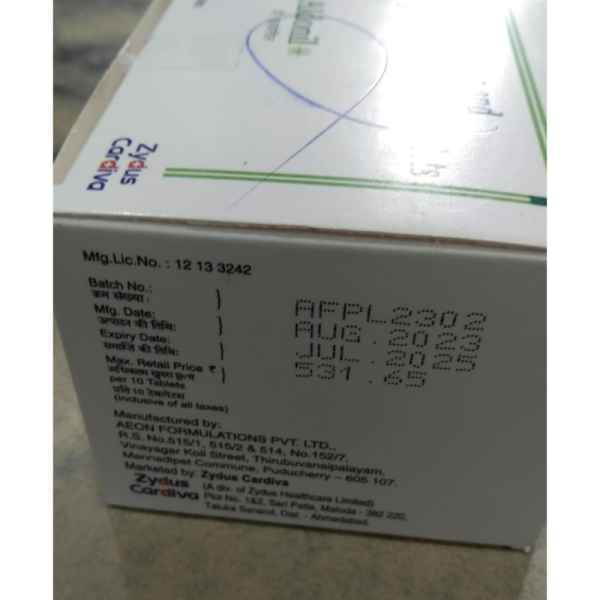 Zydus
Cardiva
Mfg.Lic.No. : 12 13 3242
Batch No.:
क्रम संख्या :
Mfg. Date:
उत्पादन की तिथि:
Expiry Date:
समाप्ति की तिथि:
Max. Retail Price ₹
अधिकतम खुदरा मूल्य
per 10 Tablets
प्रति 10 टेबलेटस
(Inclusive of all taxes)
AFPL2302
AUG . 2023
JUL . 2025
531 .65
Manufactured by:
AEON FORMULATIONS PVT. LTD.,
R.S. No.515/1, 515/2 & 514, No.152/7,
Vinayagar Koil Street, Thirubuvanaipalayam,
Mannadipet Commune, Puducherry – 605 107.
Marketed by: Zydus Cardiva
(A div. of Zydus Healthcare Limited)
Zydus
Cardiva
Plot No. 1&2, Sari Patia, Matoda - 382 220,
Taluka Sanand, Dist. - Ahmedabad.